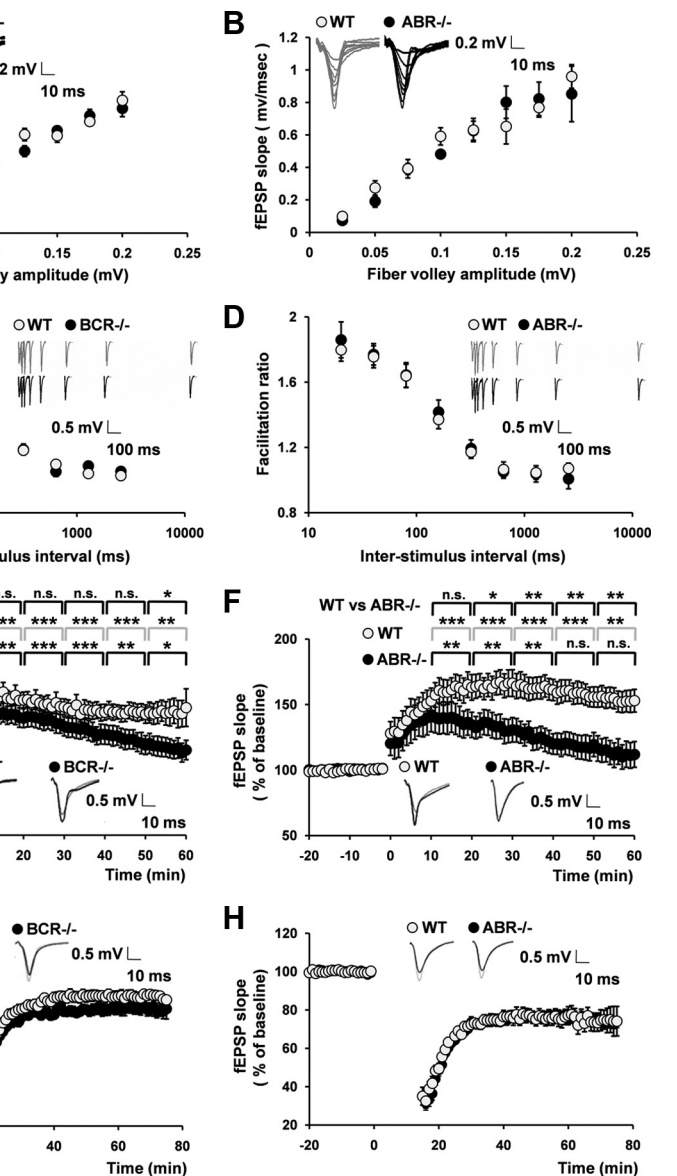 B
WT ABR-/-
1.2
0.2 mV
10 ms
1
0.8
0.6
0.4
0.2
0
fEPSP slope ( mv/msec )
0 0.05 0.1 0.15 0.2 0.25
Fiber volley amplitude (mV)
2 mV
10 ms
0.15 0.2 0.25
y amplitude (mV)
WT BCR-/-
0.5 mV
100 ms
1000 10000
ulus interval (ms)
D
WT ABR-/-
2
1.6
1.2
0.8
Facilitation ratio
0.5 mV
100 ms
10 100 1000 10000
Inter-stimulus interval (ms)
.s. n.s. n.s. n.s. *
** *** *** *** **
** *** *** ** *
BCR-/-
0.5 mV
10 ms
20 30 40 50 60
Time (min)
F
WT vs ABR-/- n.s. * ** ** **
WT *** *** *** *** **
ABR-/- ** ** ** n.s. n.s.
200
150
100
50
fEPSP slope
( % of baseline)
WT ABR-/-
0.5 mV
10 ms
-20 -10 0 10 20 30 40 50 60
Time (min)
BCR-/-
0.5 mV
10 ms
40 60 80
Time (min)
H
WT ABR-/-
0.5 mV
10 ms
120
100
80
60
40
20
fEPSP slope
( % of baseline)
-20 0 20 40 60 80
Time (min)